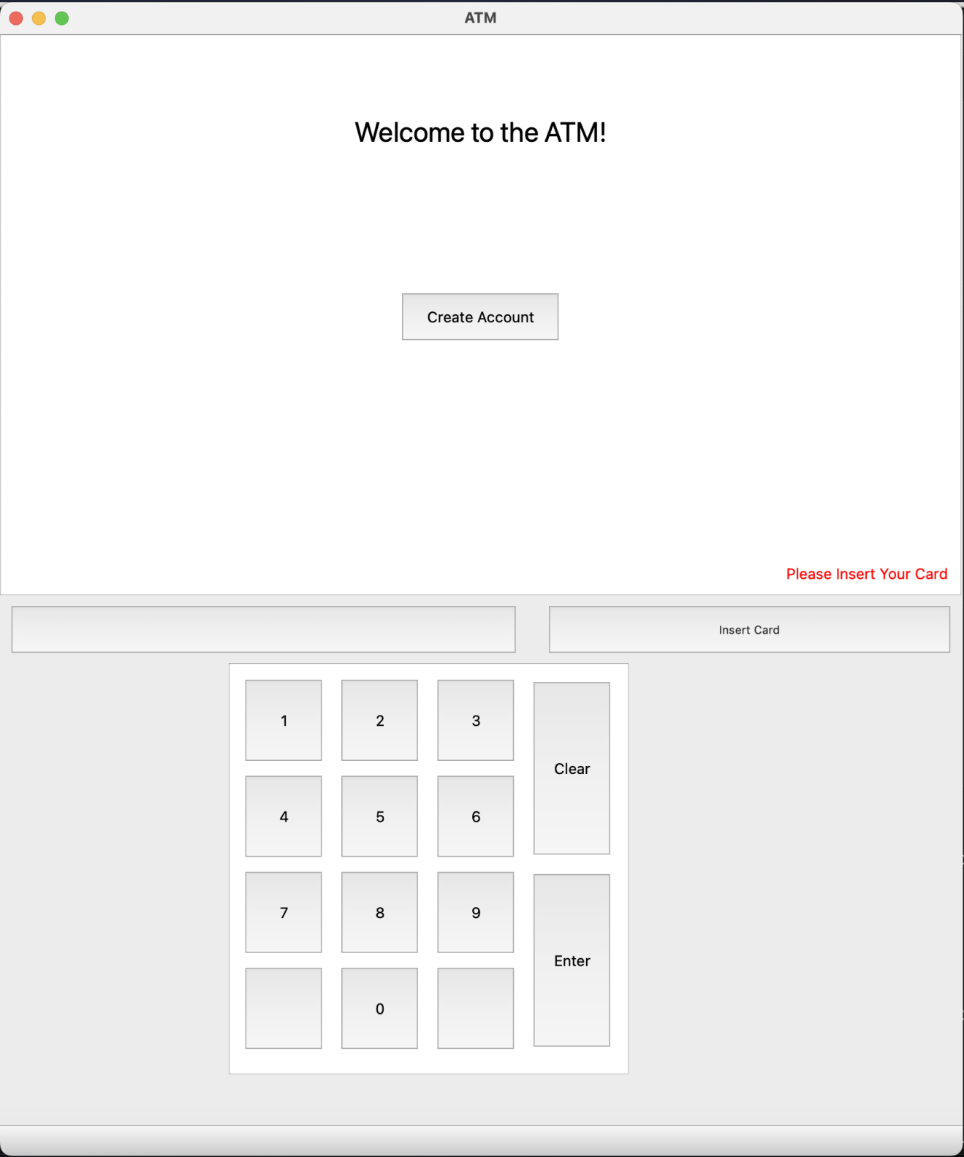 ATM
Welcome to the ATM!
Create Account
Please Insert Your Card
Insert Card
1 2 3
Clear
4 5 6
7 8 9
Enter
0